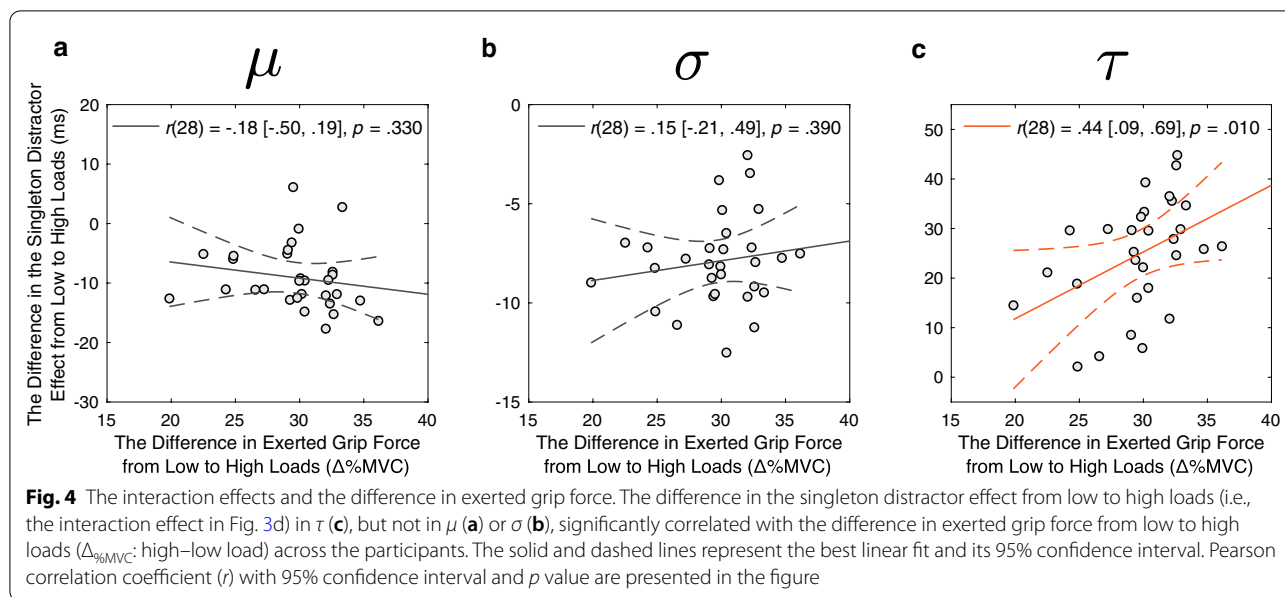 a
μ
b
σ
c
τ
The Difference in the Singleton Distractor
Effect from Low to High Loads (ms)
20
10
0
-10
-20
-30
r(28) = -.18 [-.50, .19], p = .330
15 20 25 30 35 40
The Difference in Exerted Grip Force
from Low to High Loads (Δ%MVC)
0
-5
-10
-15
r(28) = .15 [-.21, .49], p = .390
15 20 25 30 35 40
The Difference in Exerted Grip Force
from Low to High Loads (Δ%MVC)
50
40
30
20
10
0
r(28) = .44 [.09, .69], p = .010
15 20 25 30 35 40
The Difference in Exerted Grip Force
from Low to High Loads (Δ%MVC)
Fig. 4 The interaction effects and the difference in exerted grip force. The difference in the singleton distractor effect from low to high loads (i.e.,
the interaction effect in Fig. 3d) in τ (c), but not in μ (a) or σ (b), significantly correlated with the difference in exerted grip force from low to high
loads (Δ%MVC: high–low load) across the participants. The solid and dashed lines represent the best linear fit and its 95% confidence interval. Pearson
correlation coefficient (r) with 95% confidence interval and p value are presented in the figure